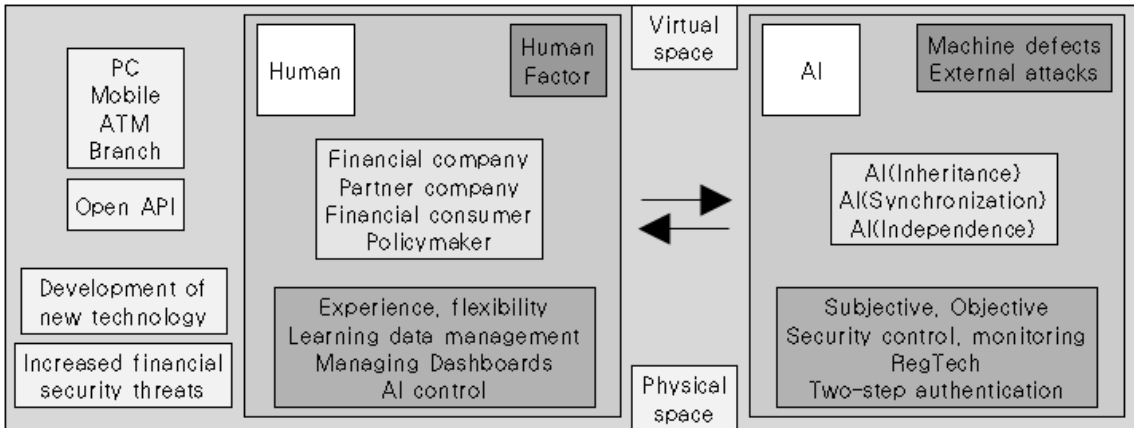 PC
Mobile
ATM
Branch
Open API
Development of
new technology
Increased financial
security threats
Human
Human
Factor
Financial company
Partner company
Financial consumer
Policymaker
Experience, flexibility
Learning data management
Managing Dashboards
AI control
Virtual
space
Physical
space
AI
Machine defects
External attacks
AI(Inheritance}
AI(Synchronization}
AI(Independence}
Subjective, Objective
Security control, monitoring
RegTech
Two-step authentication